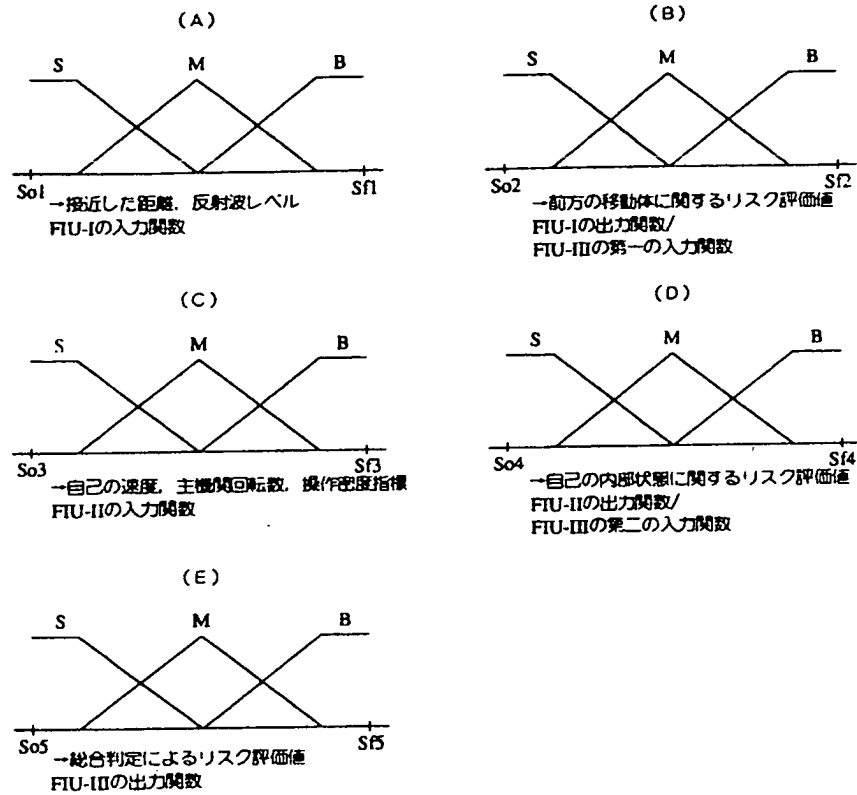 (A)
S M B
So1 Sf1
→接近した距離,反射波レベル
FIU-Iの入力関数
(B)
S M B
So2 Sf2
→前方の移動体に関するリスク評価値
FIU-Iの出力関数/
FIU-IIIの第一の入力関数
(C)
S M B
So3 Sf3
→自己の速度,主機関回転数,操作密度指標
FIU-IIの入力関数
(D)
S M B
So4 Sf4
→自己の内部状態に関するリスク評価値
FIU-IIの出力関数/
FIU-IIIの第二の入力関数
(E)
S M B
So5 Sf5
→総合判定によるリスク評価値
FIU-IIIの出力関数